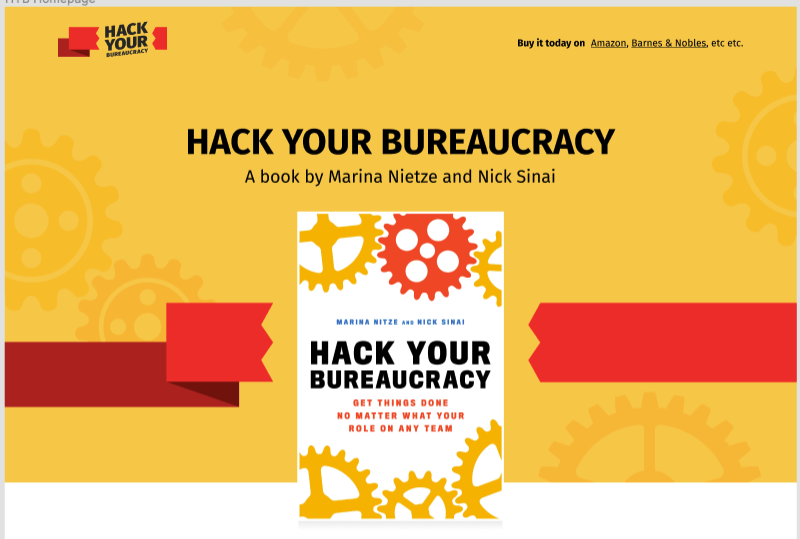 HTB Homepage
HACK
YOUR
BUREAUCRACY
Buy it today on Amazon, Barnes & Nobles, etc etc.
HACK YOUR BUREAUCRACY
A book by Marina Nietze and Nick Sinai
MARINA NITZE AND NICK SINAI
HACK YOUR
BUREAUCRACY
GET THINGS DONE
NO MATTER WHAT YOUR
ROLE ON ANY TEAM